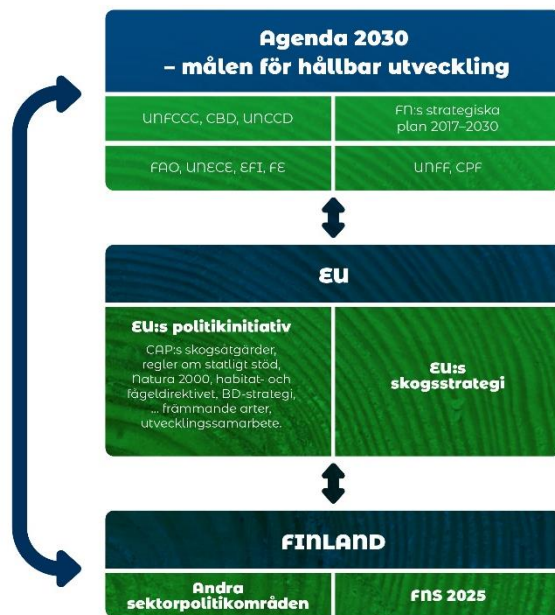 Agenda 2030
– målen för hållbar utveckling
UNFCCC, CBD, UNCCD
FN:s strategiska
plan 2017–2030
FAO, UNECE, EFI, FE
UNFF, CPF
EU
EU:s politikinitiativ
CAP:s skogsåtgärder,
regler om statligt stöd,
Natura 2000, habitat- och
fågeldirektivet, BD-strategi,
... främmande arter,
utvecklingssamarbete.
EU:s
skogsstrategi
FINLAND
Andra
sektorpolitikområden
FNS 2025